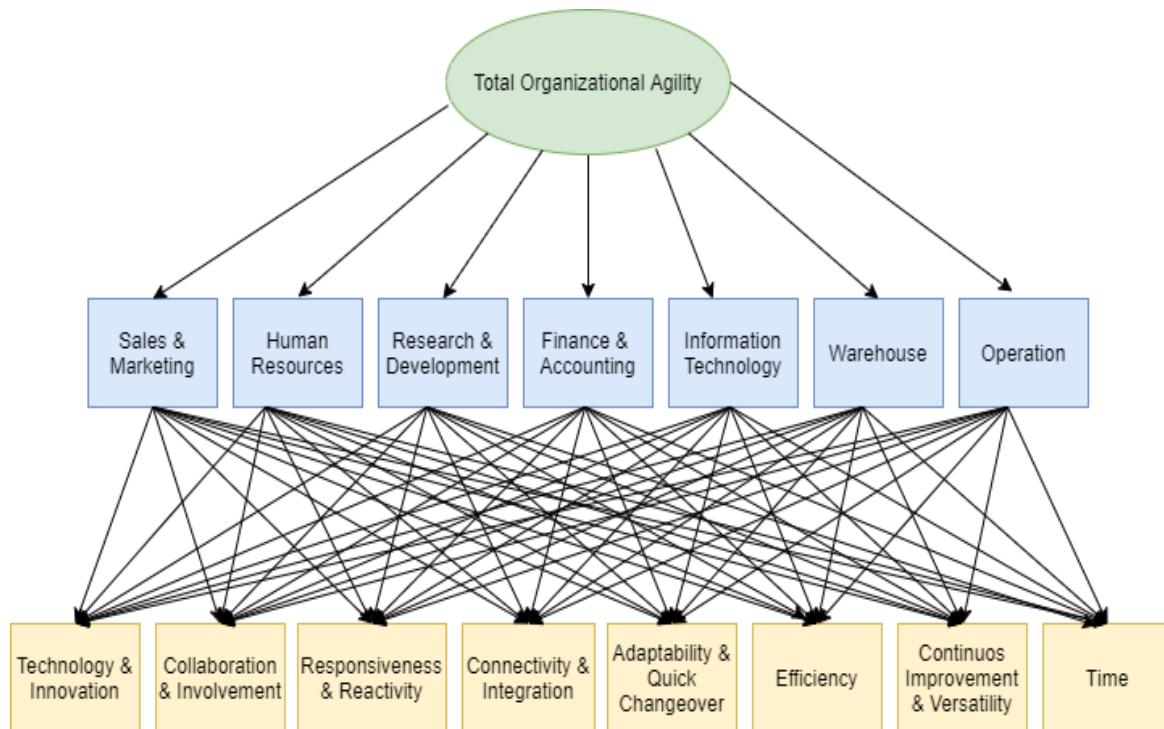 Total Organizational Agility
Sales &
Marketing
Human
Resources
Research &
Development
Finance &
Accounting
Information
Technology
Warehouse
Operation
Technology &
Innovation
Collaboration
& Involvement
Responsiveness
& Reactivity
Connectivity &
Integration
Adaptability &
Quick
Changeover
Efficiency
Continuos
Improvement
& Versatility
Time